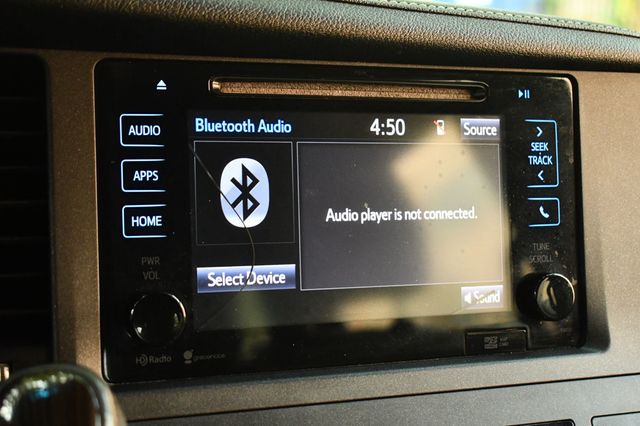 Bluetooth Audio 4:50 Source
AUDIO
APPS
HOME
SEEK
TRACK
Audio player is not connected.
Select Device
Sound
PWR
VOL
TUNE
SCROLL
HD Radio gracenote